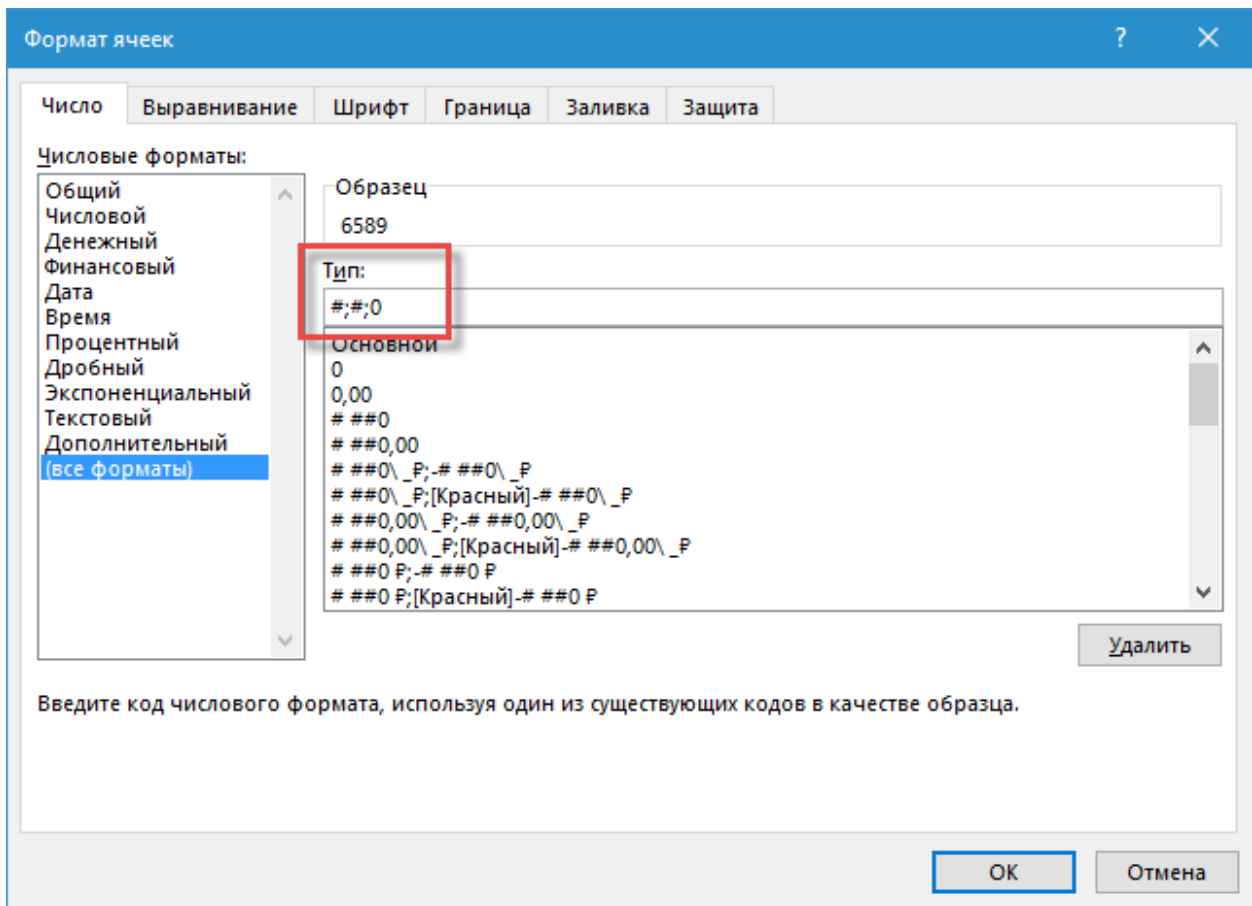 Формат ячеек
?
Число Выравнивание Шрифт Граница Заливка Защита
Числовые форматы:
Общий
Числовой
Денежный
Финансовый
Дата
Время
Процентный
Дробный
Экспоненциальный
Текстовый
Дополнительный
(все форматы)
Образец
6589
Тип:
#;#;0
Основной
0
0,00
# ##0
# ##0,00
# ##0\ _₽;-# ##0\ _₽
# ##0\ _₽;[Красный]-# ##0\ _₽
# ##0,00\ _₽;-# ##0,00\ _₽
# ##0,00\ _₽;[Красный]-# ##0,00\ _₽
# ##0 ₽;-# ##0 ₽
# ##0 ₽;[Красный]-# ##0 ₽
Удалить
Введите код числового формата, используя один из существующих кодов в качестве образца.
ОК Отмена